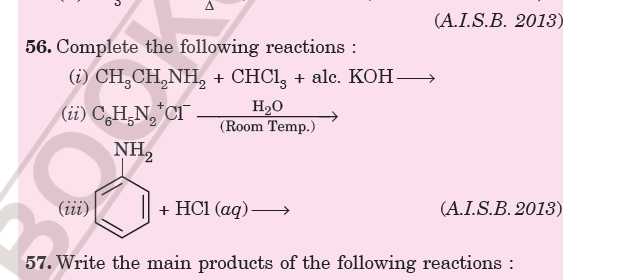 3
Δ
(A.I.S.B. 2013)
56. Complete the following reactions :
(i) CH₃CH₂NH₂ + CHCl₃ + alc. KOH ⟶
(ii) C₆H₅N₂⁺Cl⁻ H₂O (Room Temp.) ⟶
NH₂
(iii) + HCl (aq) ⟶ (A.I.S.B. 2013)
57. Write the main products of the following reactions :